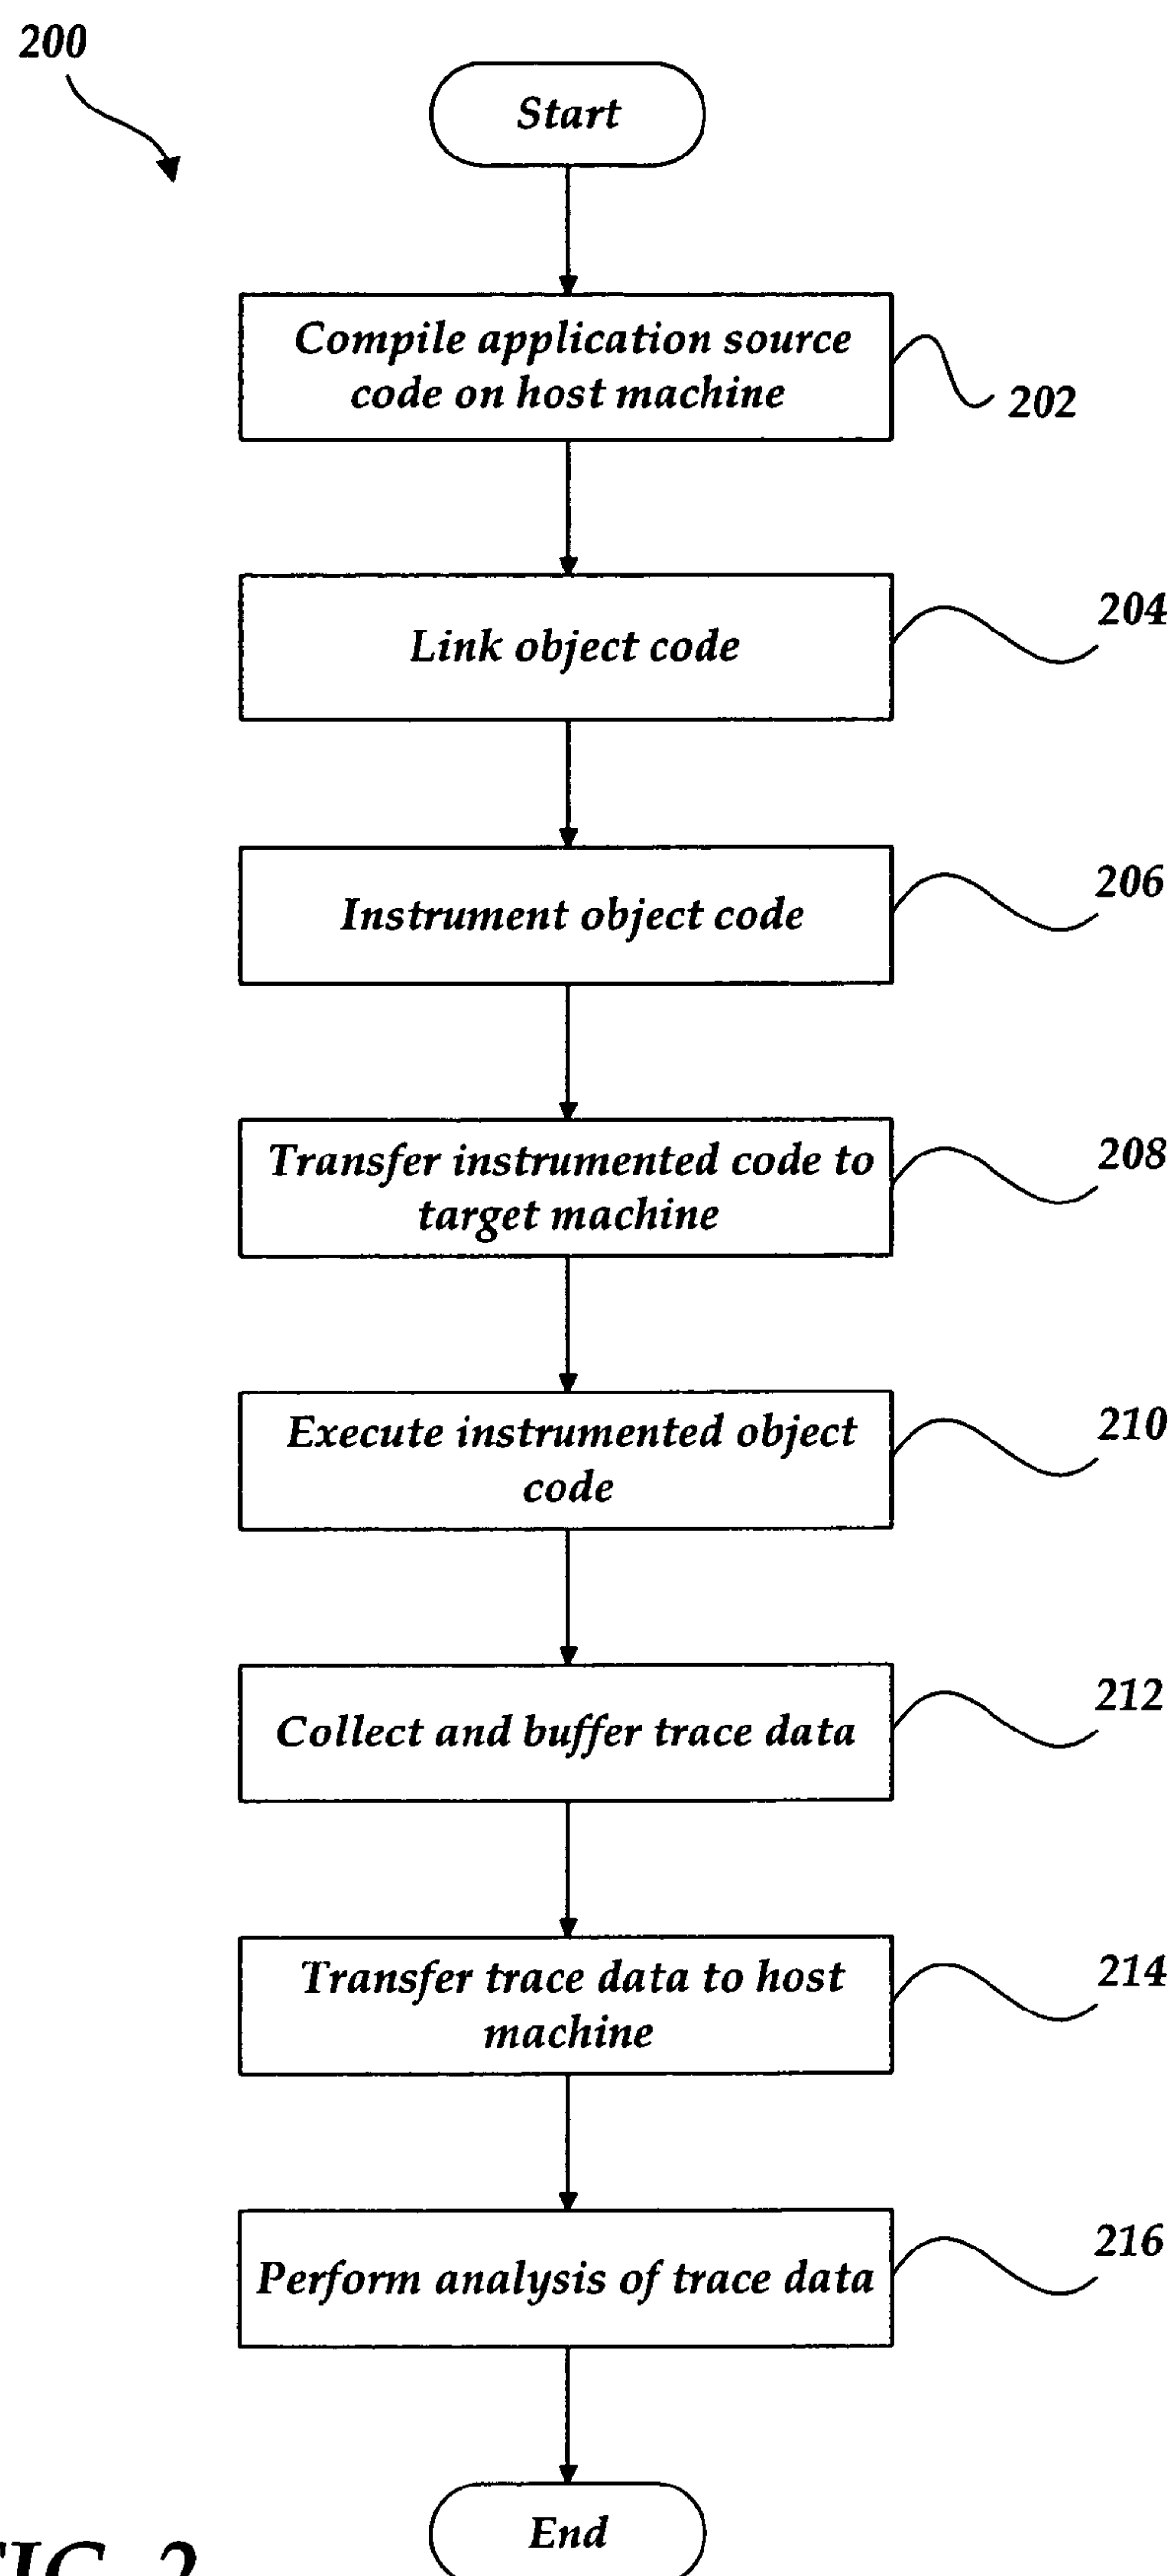 200
Start
Compile application source
code on host machine
202
Link object code
204
Instrument object code
206
Transfer instrumented code to
target machine
208
Execute instrumented object
code
210
Collect and buffer trace data
212
Transfer trace data to host
machine
214
Perform analysis of trace data
216
End